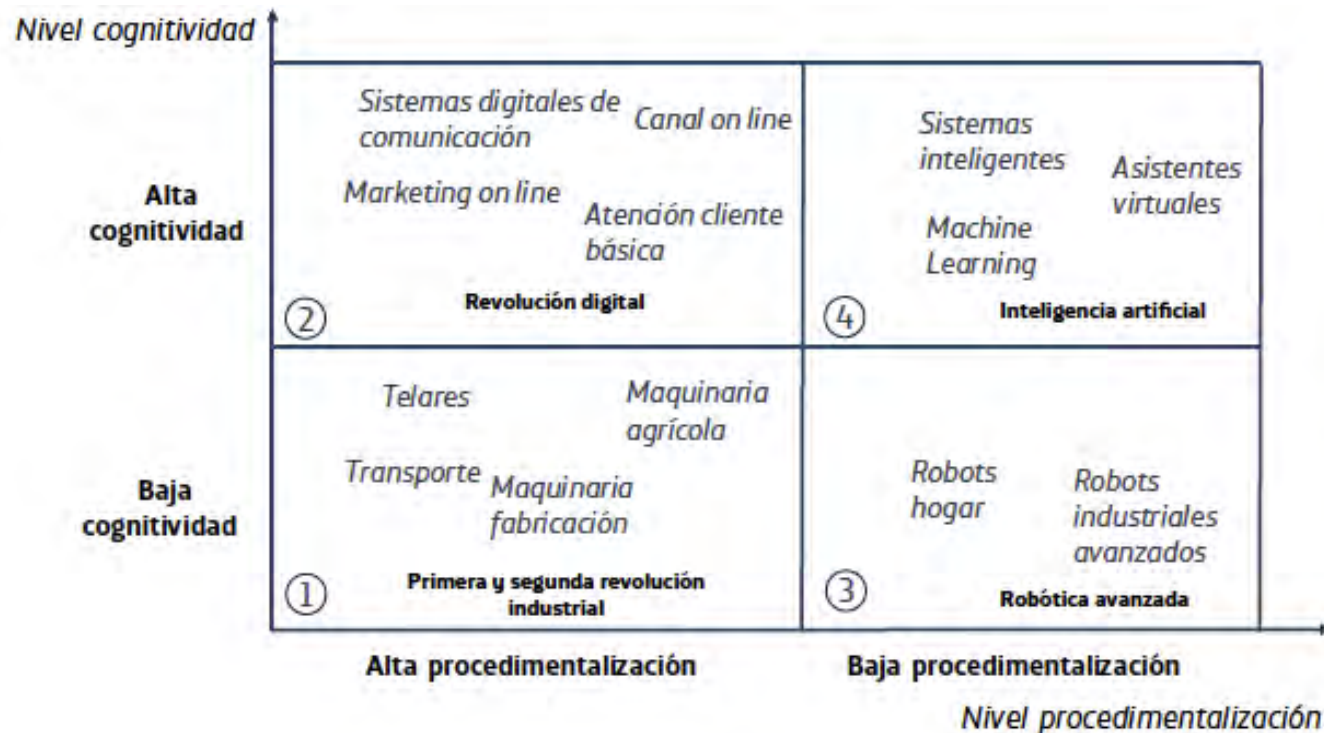 Nivel cognitividad
Alta
cognitividad
Sistemas digitales de
comunicación
Canal on line
Marketing on line
Atención cliente
básica
② Revolución digital
Sistemas
inteligentes
Asistentes
virtuales
Machine
Learning
④ Inteligencia artificial
Baja
cognitividad
Telares
Maquinaria
agrícola
Transporte
Maquinaria
fabricación
① Primera y segunda revolución
industrial
Robots
hogar
Robots
industriales
avanzados
③ Robótica avanzada
Alta procedimentalización
Baja procedimentalización
Nivel procedimentalización